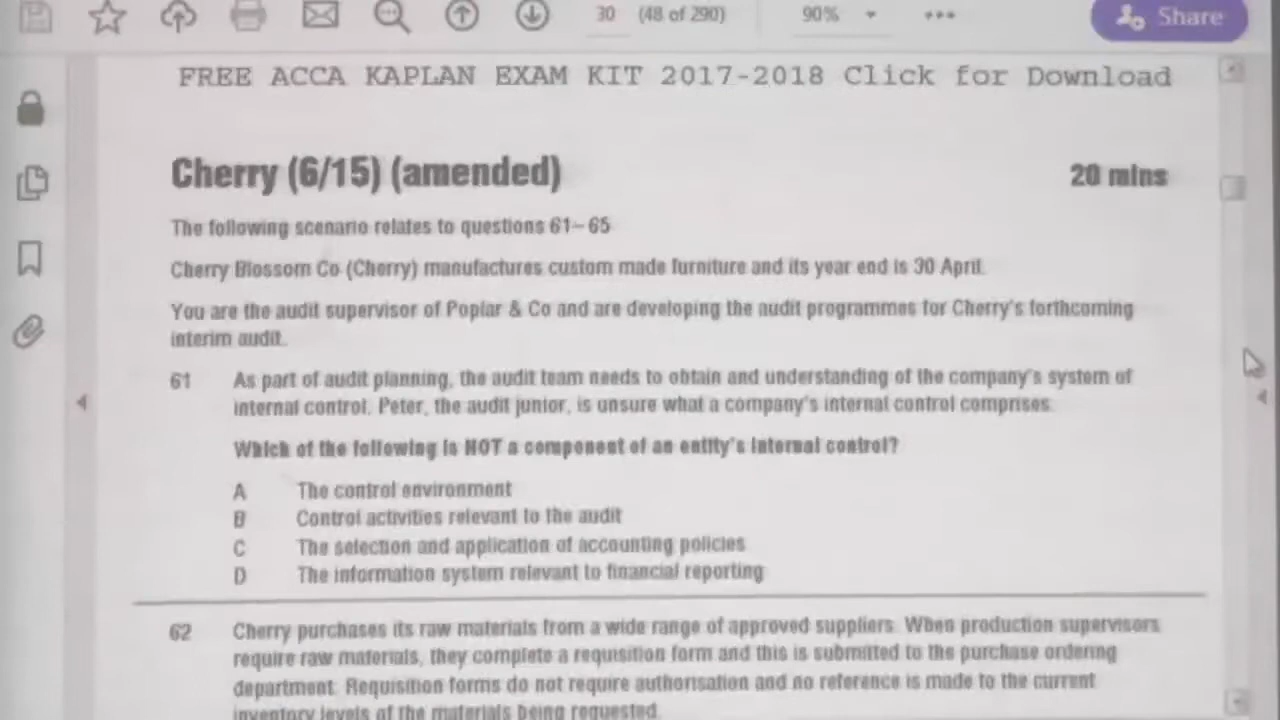 30 (48 of 290) 90% Share
FREE ACCA KAPLAN EXAM KIT 2017-2018 Click for Download
Cherry (6/15) (amended) 20 mins
The following scenario relates to questions 61–65
Cherry Blossom Co (Cherry) manufactures custom made furniture and its year end is 30 April.
You are the audit supervisor of Poplar & Co and are developing the audit programmes for Cherry's forthcoming
interim audit.
61 As part of audit planning, the audit team needs to obtain and understanding of the company's system of
internal control. Peter, the audit junior, is unsure what a company's internal control comprises.
Which of the following is NOT a component of an entity's internal control?
A The control environment
B Control activities relevant to the audit
C The selection and application of accounting policies
D The information system relevant to financial reporting
62 Cherry purchases its raw materials from a wide range of approved suppliers. When production supervisors
require raw materials, they complete a requisition form and this is submitted to the purchase ordering
department. Requisition forms do not require authorisation and no reference is made to the current
inventory levels of the materials being requested.